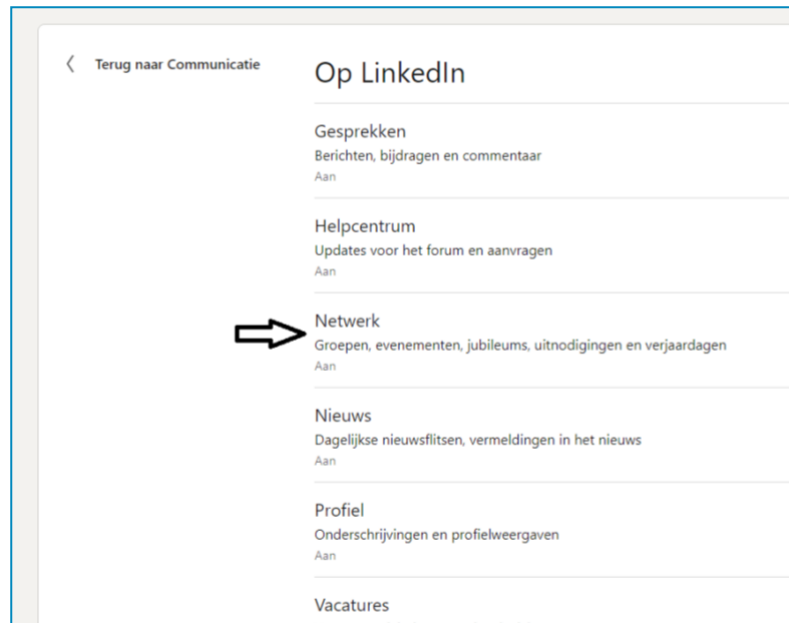 Terug naar Communicatie
Op LinkedIn
Gesprekken
Berichten, bijdragen en commentaar
Aan
Helpcentrum
Updates voor het forum en aanvragen
Aan
Netwerk
Groepen, evenementen, jubileums, uitnodigingen en verjaardagen
Aan
Nieuws
Dagelijkse nieuwsflitsen, vermeldingen in het nieuws
Aan
Profiel
Onderschrijvingen en profielweergaven
Aan
Vacatures